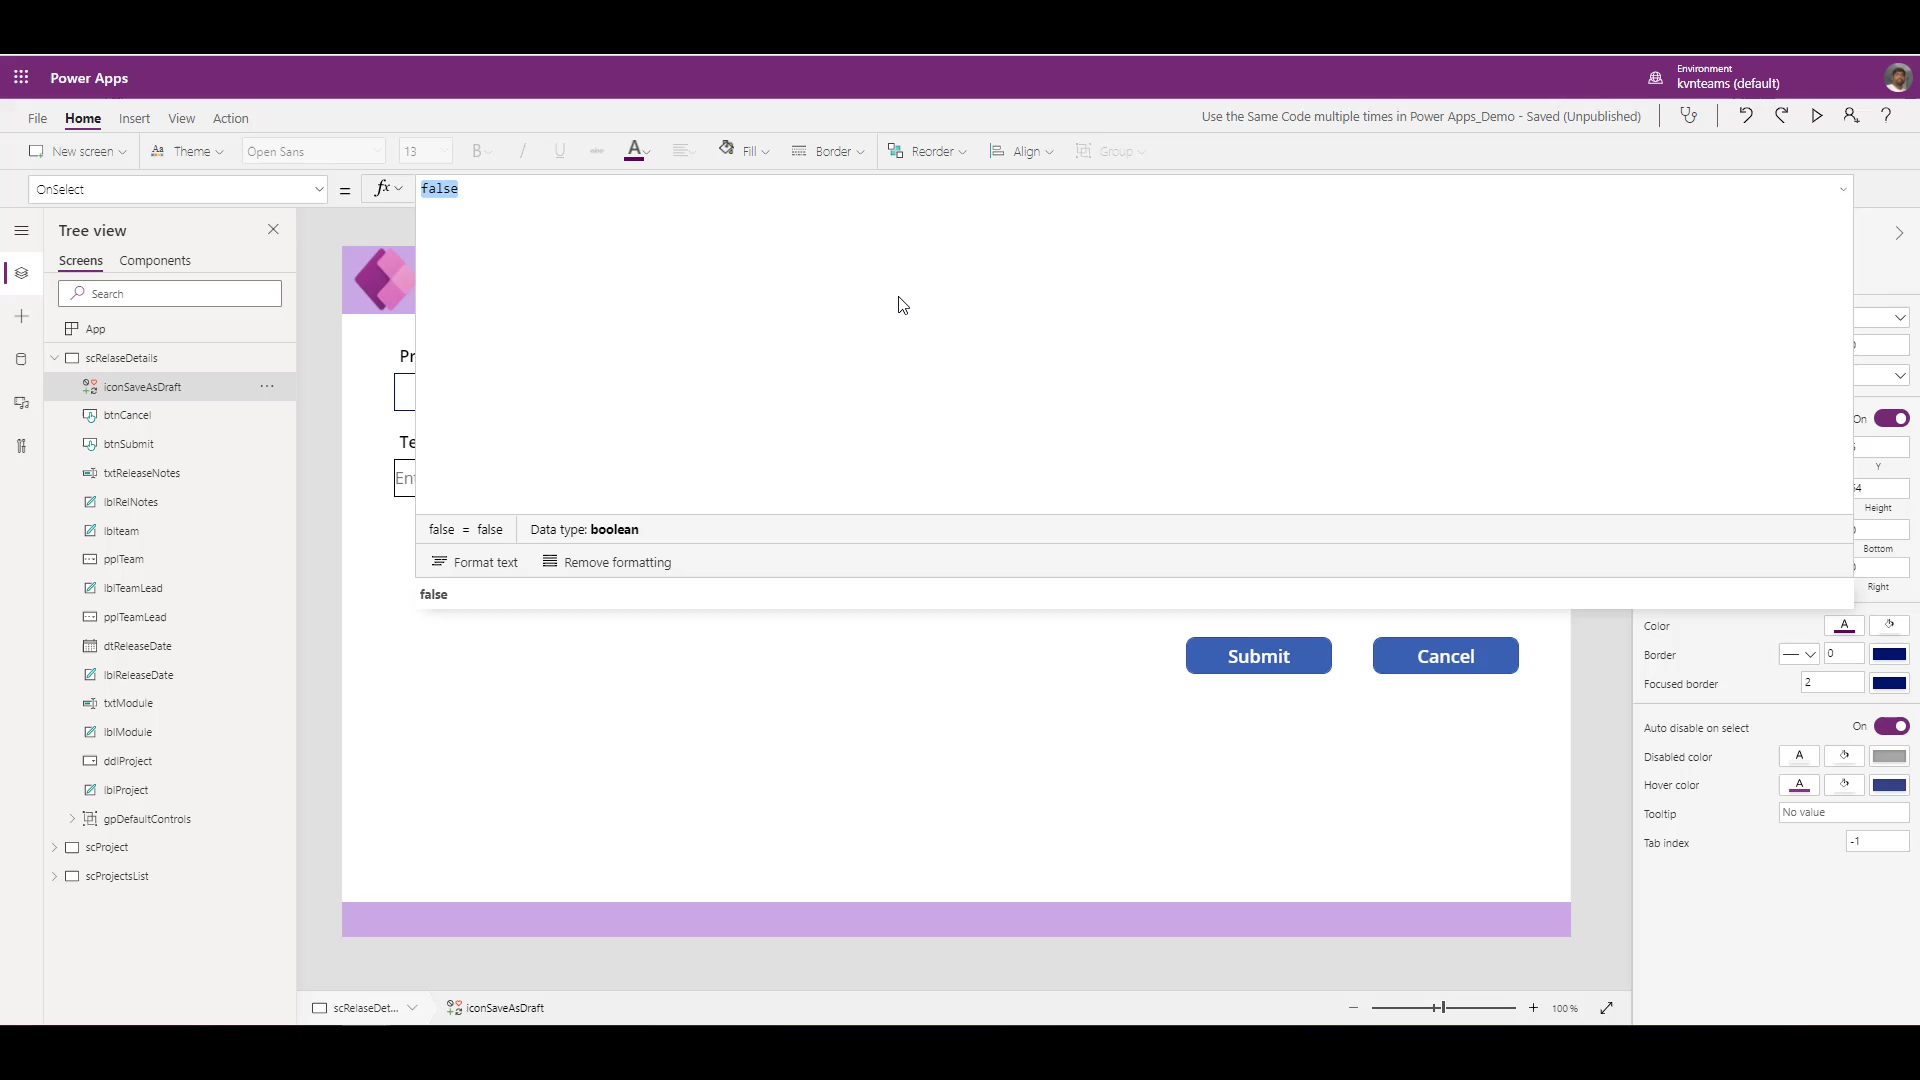 Power Apps
Environment
kvnteams (default)
File Home Insert View Action
Use the Same Code multiple times in Power Apps_Demo - Saved (Unpublished)
New screen Theme Open Sans 13 B I U abc A Fill Border Reorder Align Group
OnSelect = fx false
Tree view
Screens Components
Search
App
scRelaseDetails
iconSaveAsDraft
btnCancel
btnSubmit
txtReleaseNotes
lblRelNotes
lblteam
pplTeam
lblTeamLead
pplTeamLead
dtReleaseDate
lblReleaseDate
txtModule
lblModule
ddlProject
lblProject
gpDefaultControls
scProject
scProjectsList
Pr
Te
Ent
false = false Data type: boolean
Format text Remove formatting
false
Submit Cancel
On
Y
Height
Bottom
Right
Color A
Border 0
Focused border 2
Auto disable on select On
Disabled color A
Hover color A
Tooltip No value
Tab index -1
scRelaseDet... iconSaveAsDraft
100 %